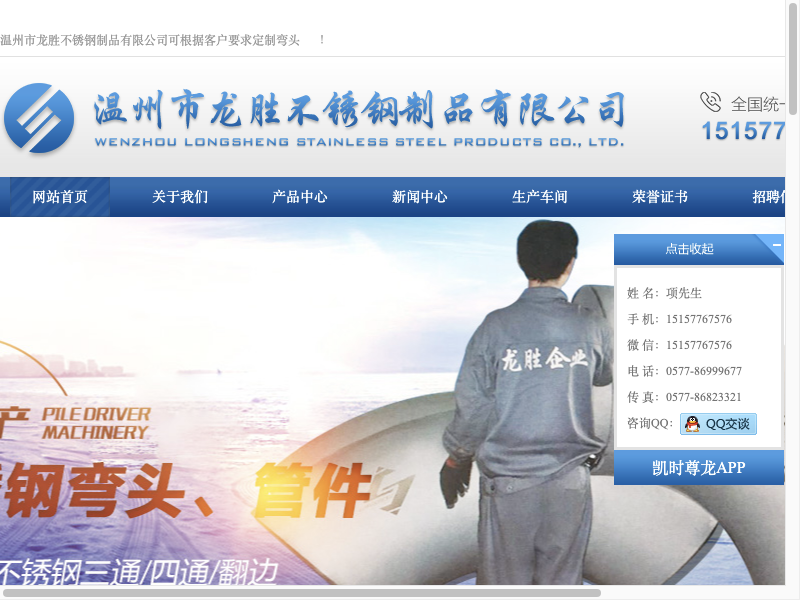 温州市龙胜不锈钢制品有限公司可根据客户要求定制弯头 !
温州市龙胜不锈钢制品有限公司
WENZHOU LONGSHENG STAINLESS STEEL PRODUCTS CO., LTD.
全国统一
151577
网站首页 关于我们 产品中心 新闻中心 生产车间 荣誉证书 招聘
点击收起
姓 名：项先生
手 机：15157767576
微 信：15157767576
电 话：0577-86999677
传 真：0577-86823321
咨询QQ： QQ交谈
凯时尊龙APP
龙胜企业
产 PILE DRIVER
MACHINERY
锈钢弯头、管件
不锈钢三通/四通/翻边